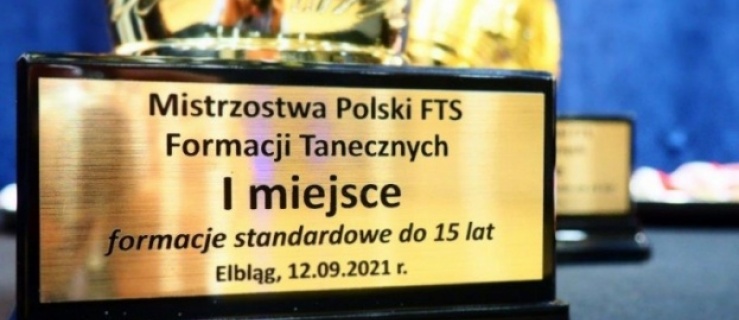 Mistrzostwa Polski FTS
Formacji Tanecznych
I miejsce
formacje standardowe do 15 lat
Elbląg, 12.09.2021 r.